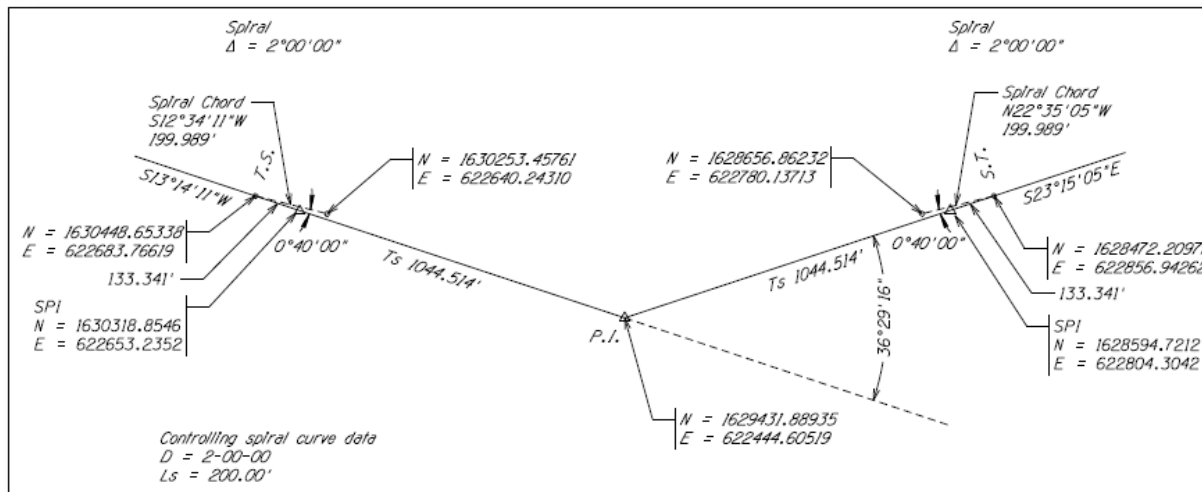 Spiral
Δ = 2°00'00"
Spiral
Δ = 2°00'00"
Spiral Chord
S12°34'11"W
199.989'
T.S.
S13°14'11"W
N = 1630253.45761
E = 622640.24310
N = 1630448.65338
E = 622683.76619
0°40'00"
133.341'
SPI
N = 1630318.8546
E = 622653.2352
Ts 1044.514'
P.I.
N = 1629431.88935
E = 622444.60519
Ts 1044.514'
36°29'16"
N = 1628656.86232
E = 622780.13713
Spiral Chord
N22°35'05"W
199.989'
S.T.
S23°15'05"E
0°40'00"
N = 1628472.2097
E = 622856.94262
133.341'
SPI
N = 1628594.7212
E = 622804.3042
Controlling spiral curve data
D = 2-00-00
Ls = 200.00'